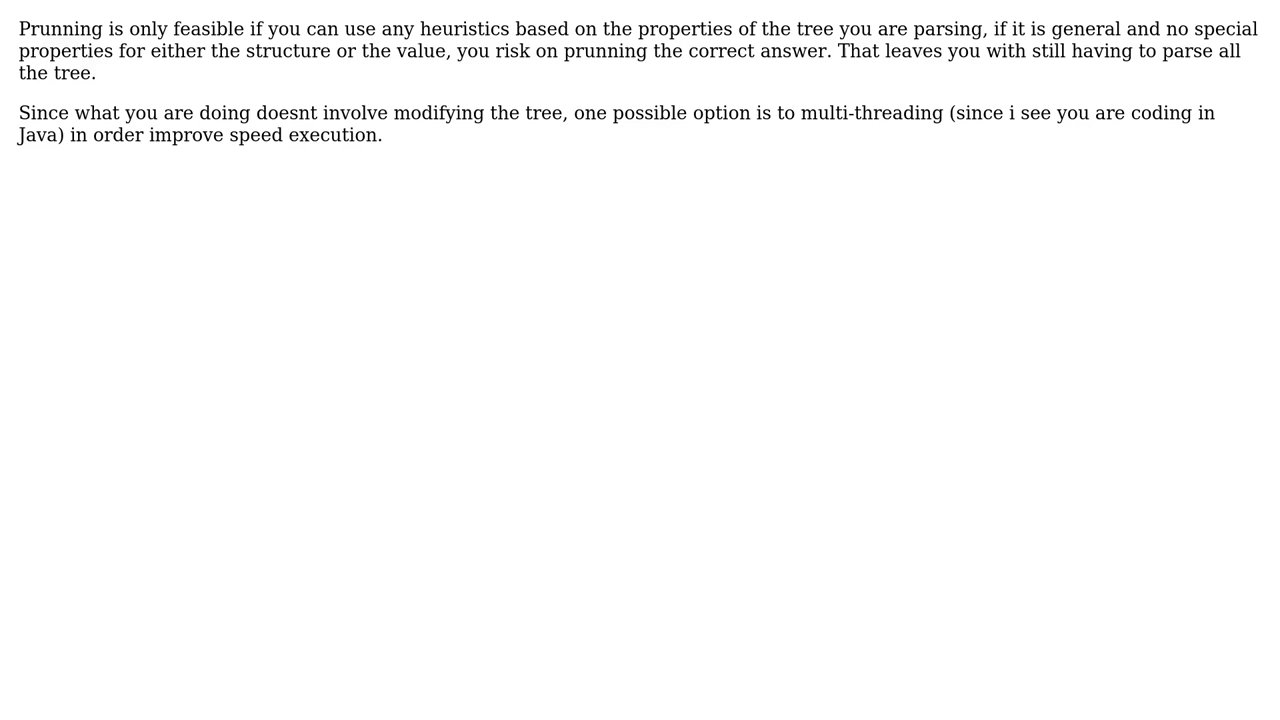 Prunning is only feasible if you can use any heuristics based on the properties of the tree you are parsing, if it is general and no special
properties for either the structure or the value, you risk on prunning the correct answer. That leaves you with still having to parse all
the tree.
Since what you are doing doesnt involve modifying the tree, one possible option is to multi-threading (since i see you are coding in
Java) in order improve speed execution.